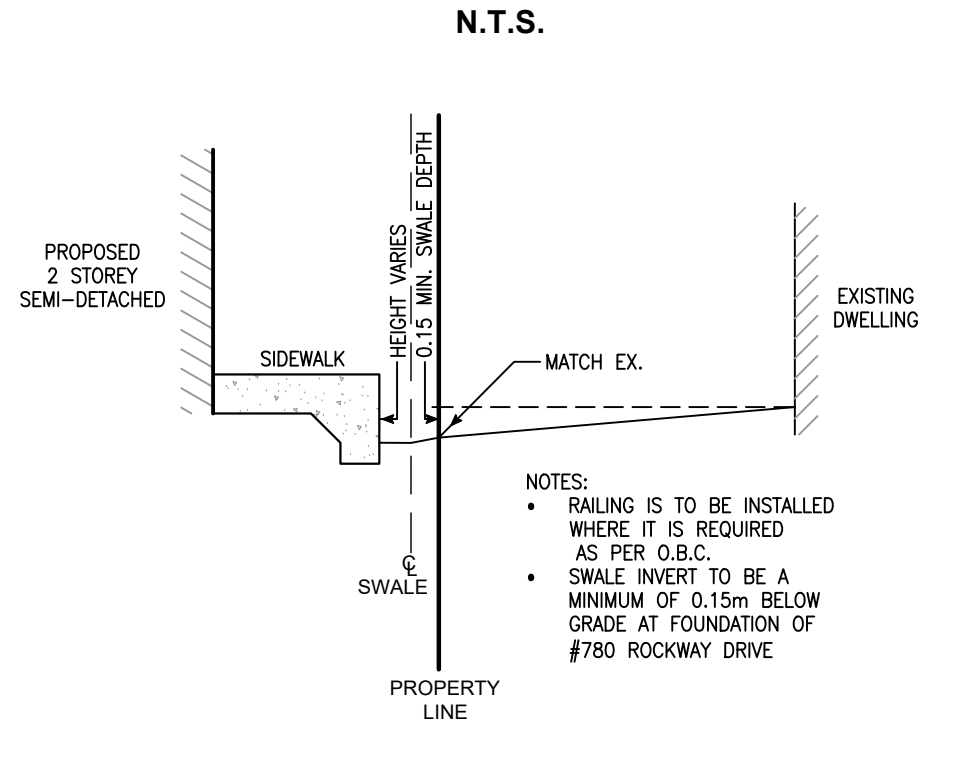 N.T.S.
PROPOSED
2 STOREY
SEMI-DETACHED
SIDEWALK
HEIGHT VARIES
0.15 MIN. SWALE DEPTH
MATCH EX.
EXISTING
DWELLING
NOTES:
• RAILING IS TO BE INSTALLED
WHERE IT IS REQUIRED
AS PER O.B.C.
• SWALE INVERT TO BE A
MINIMUM OF 0.15m BELOW
GRADE AT FOUNDATION OF
#780 ROCKWAY DRIVE
℄
SWALE
PROPERTY
LINE